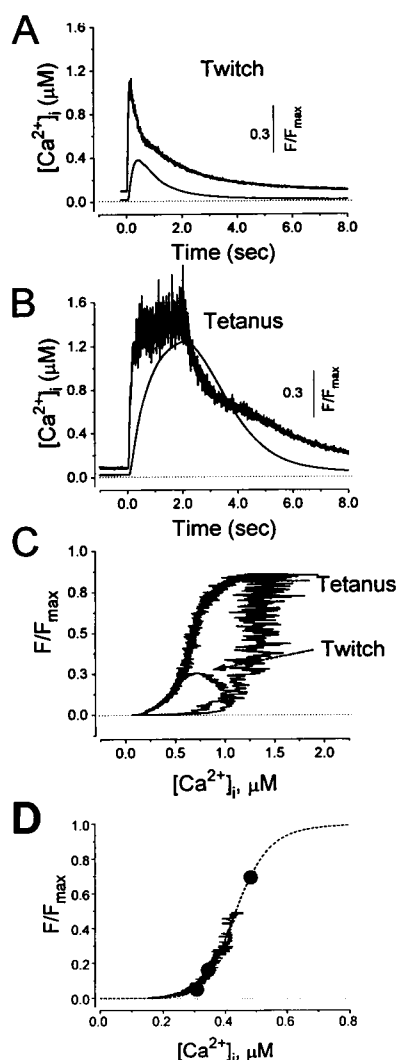 A
[Ca2+]i (μM)
1.6
1.2
0.8
0.4
0.0
Twitch
0.3
F/Fmax
0.0 2.0 4.0 6.0 8.0
Time (sec)
B
[Ca2+]i (μM)
1.6
1.2
0.8
0.4
0.0
Tetanus
0.3
F/Fmax
0.0 2.0 4.0 6.0 8.0
Time (sec)
C
F/Fmax
1.0
0.8
0.5
0.3
0.0
Tetanus
Twitch
0.0 0.5 1.0 1.5 2.0
[Ca2+]i, μM
D
F/Fmax
1.0
0.8
0.6
0.4
0.2
0.0
0.0 0.2 0.4 0.6 0.8
[Ca2+]i, μM